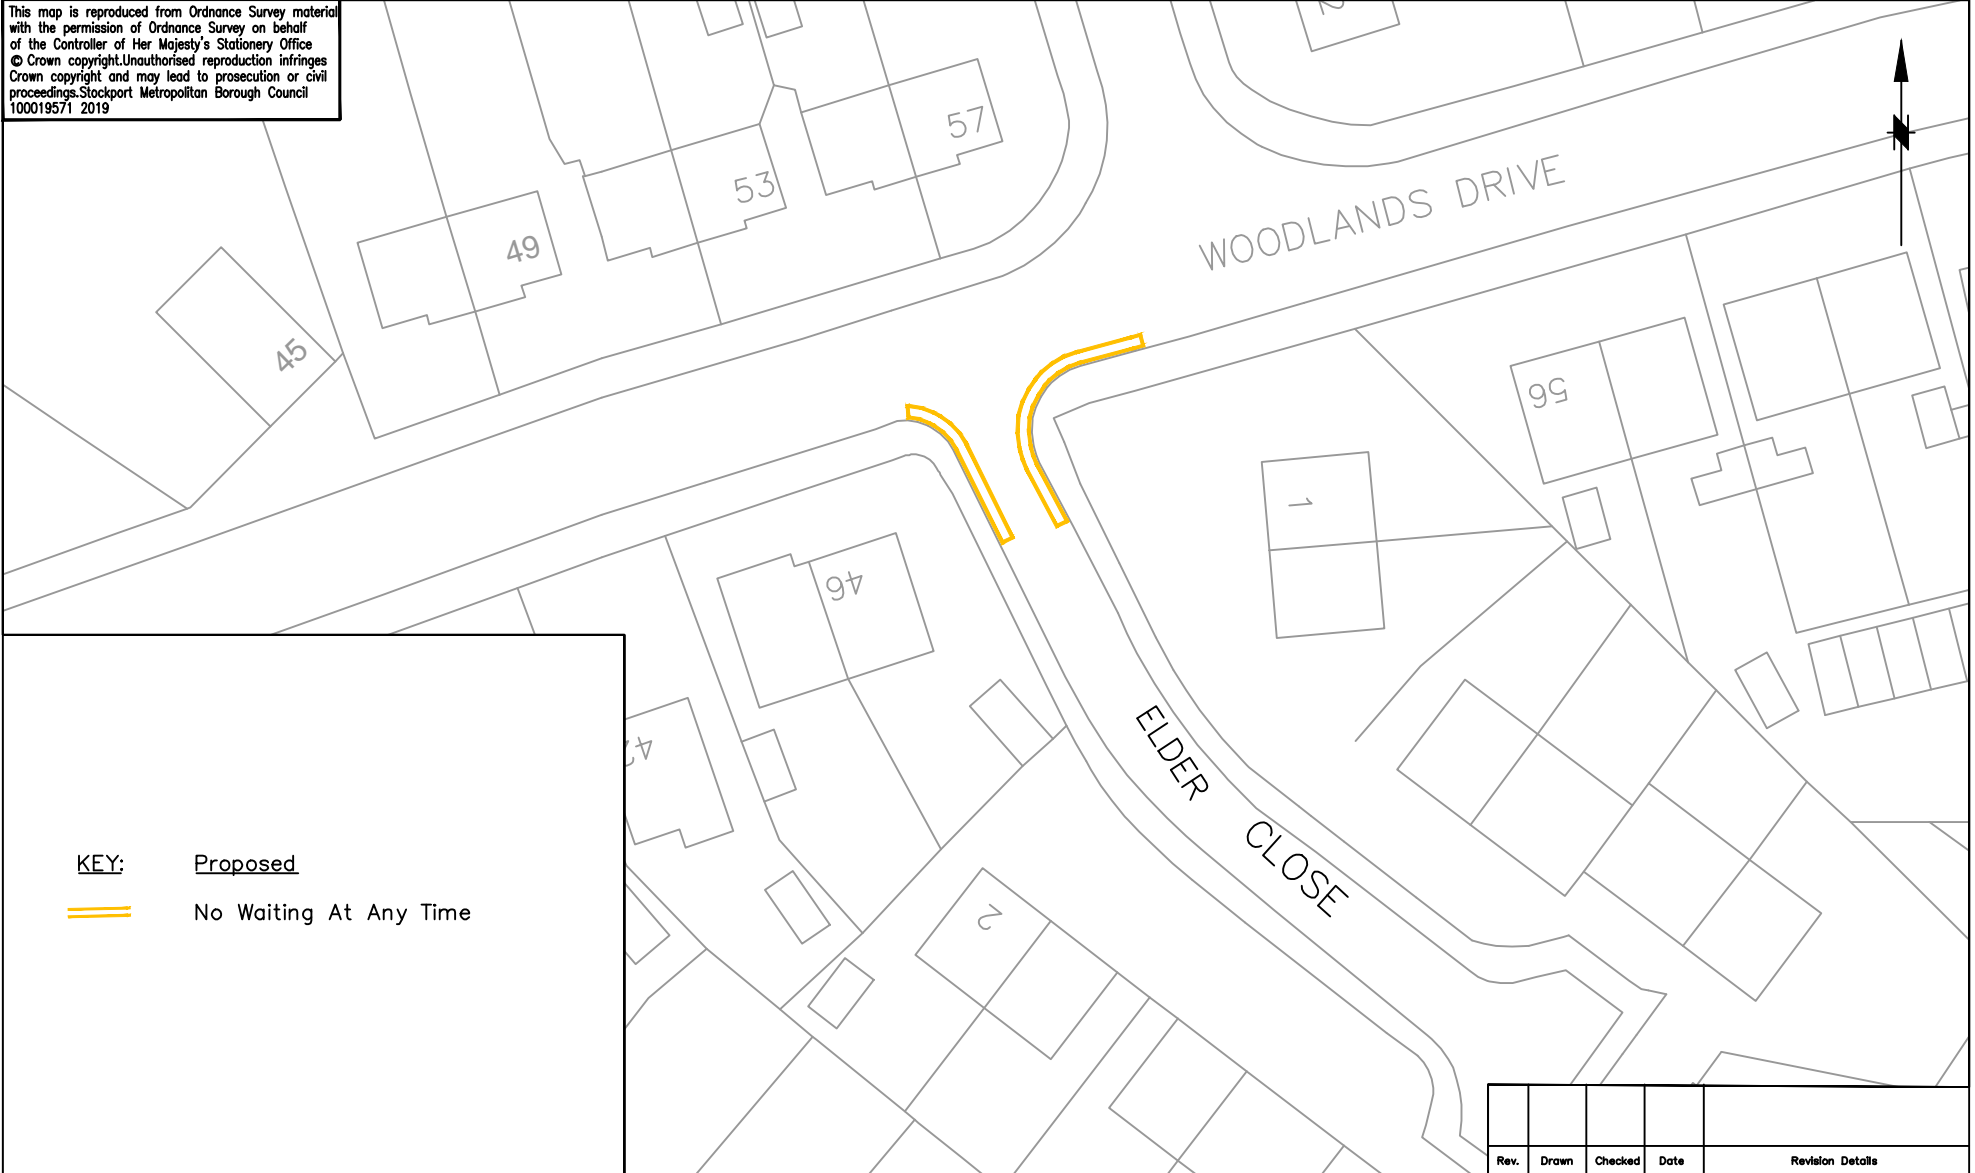 This map is reproduced from Ordnance Survey material
with the permission of Ordnance Survey on behalf
of the Controller of Her Majesty's Stationery Office
© Crown copyright.Unauthorised reproduction infringes
Crown copyright and may lead to prosecution or civil
proceedings.Stockport Metropolitan Borough Council
100019571 2019
57
53
49
45
WOODLANDS DRIVE
N
56
1
46
ELDER CLOSE
2
KEY: Proposed
No Waiting At Any Time
Rev. Drawn Checked Date Revision Details